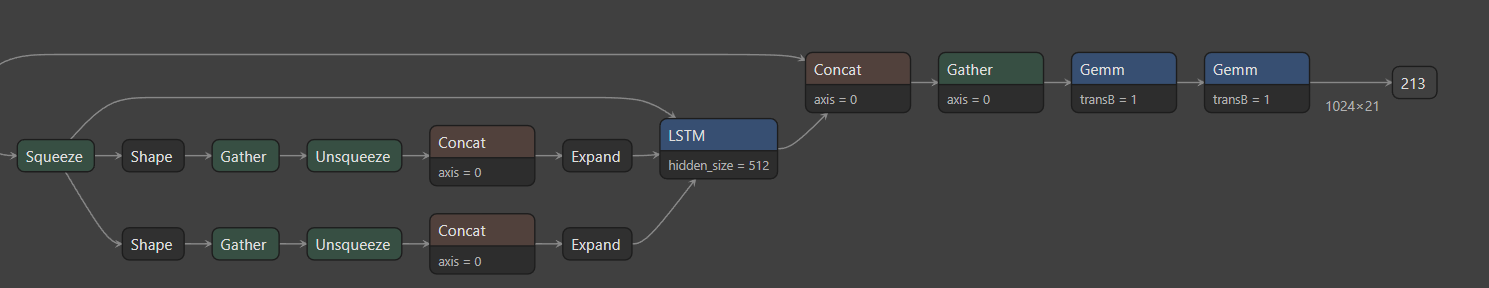 Concat
axis = 0
Gather
axis = 0
Gemm
transB = 1
Gemm
transB = 1
1024×21
213
Squeeze
Shape
Gather
Unsqueeze
Concat
axis = 0
Expand
LSTM
hidden_size = 512
Shape
Gather
Unsqueeze
Concat
axis = 0
Expand